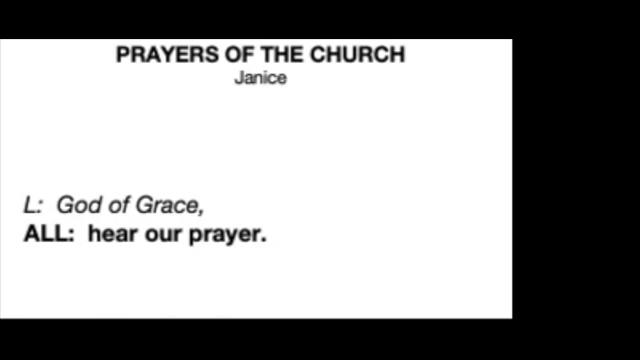 PRAYERS OF THE CHURCH
Janice
L: God of Grace,
ALL: hear our prayer.